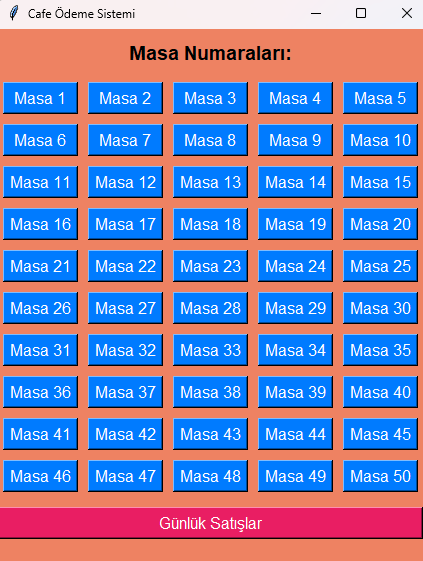 Cafe Ödeme Sistemi
Masa Numaraları:
Masa 1 Masa 2 Masa 3 Masa 4 Masa 5
Masa 6 Masa 7 Masa 8 Masa 9 Masa 10
Masa 11 Masa 12 Masa 13 Masa 14 Masa 15
Masa 16 Masa 17 Masa 18 Masa 19 Masa 20
Masa 21 Masa 22 Masa 23 Masa 24 Masa 25
Masa 26 Masa 27 Masa 28 Masa 29 Masa 30
Masa 31 Masa 32 Masa 33 Masa 34 Masa 35
Masa 36 Masa 37 Masa 38 Masa 39 Masa 40
Masa 41 Masa 42 Masa 43 Masa 44 Masa 45
Masa 46 Masa 47 Masa 48 Masa 49 Masa 50
Günlük Satışlar